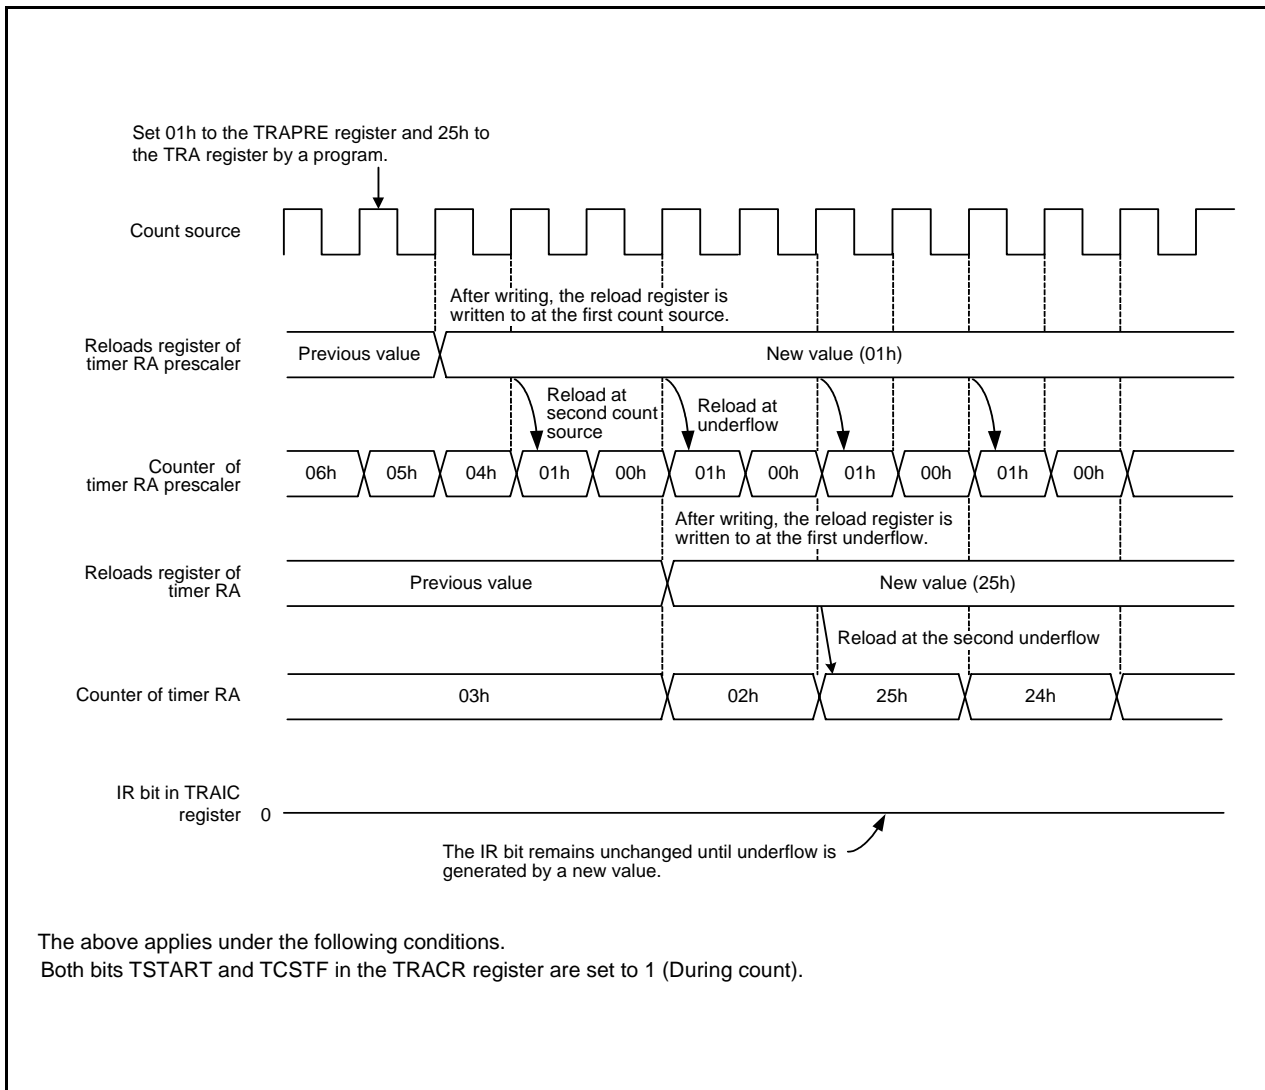 Set 01h to the TRAPRE register and 25h to
the TRA register by a program.
Count source
After writing, the reload register is
written to at the first count source.
Reloads register of
timer RA prescaler
Previous value
New value (01h)
Reload at
second count
source
Reload at
underflow
Counter of
timer RA prescaler
06h 05h 04h 01h 00h 01h 00h 01h 00h 01h 00h
After writing, the reload register is
written to at the first underflow.
Reloads register of
timer RA
Previous value
New value (25h)
Reload at the second underflow
Counter of timer RA
03h 02h 25h 24h
IR bit in TRAIC
register
0
The IR bit remains unchanged until underflow is
generated by a new value.
The above applies under the following conditions.
Both bits TSTART and TCSTF in the TRACR register are set to 1 (During count).